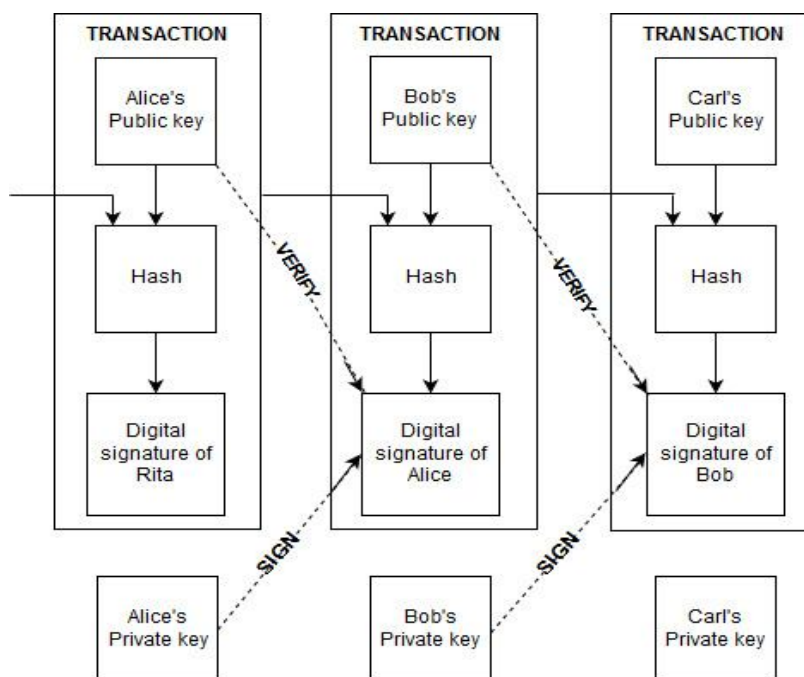 TRANSACTION
Alice's
Public key
Hash
Digital
signature of
Rita
Alice's
Private key
TRANSACTION
Bob's
Public key
VERIFY
Hash
Digital
signature of
Alice
SIGN
Bob's
Private key
TRANSACTION
Carl's
Public key
VERIFY
Hash
Digital
signature of
Bob
SIGN
Carl's
Private key